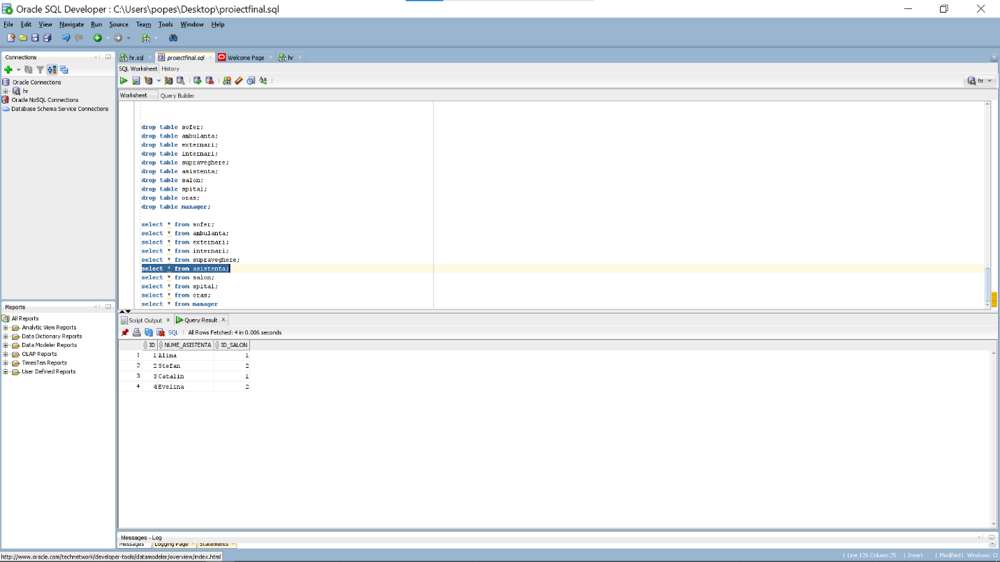 Oracle SQL Developer : C:\Users\popes\Desktop\proiectfinal.sql
File Edit View Navigate Run Source Team Tools Window Help
Connections
Oracle Connections
hr
Oracle NoSQL Connections
Database Schema Service Connections
hr.sql proiectfinal.sql Welcome Page hr
SQL Worksheet History
hr
Worksheet Query Builder
drop table sofer;
drop table ambulanta;
drop table externari;
drop table internari;
drop table supraveghere;
drop table asistenta;
drop table salon;
drop table spital;
drop table oras;
drop table manager;
select * from sofer;
select * from ambulanta;
select * from externari;
select * from internari;
select * from supraveghere;
select * from asistenta;
select * from salon;
select * from spital;
select * from oras;
select * from manager
Reports
All Reports
Analytic View Reports
Data Dictionary Reports
Data Modeler Reports
OLAP Reports
TimesTen Reports
User Defined Reports
Script Output x Query Result x
SQL | All Rows Fetched: 4 in 0.006 seconds
ID NUME_ASISTENTA ID_SALON
1 1 Alina 1
2 2 Stefan 2
3 3 Catalin 1
4 4 Evelina 2
Messages - Log
Messages Logging Page Statements
http://www.oracle.com/technetwork/developer-tools/datamodeler/overview/index.html
| Line 126 Column 25 | Insert | Modified | Windows: C